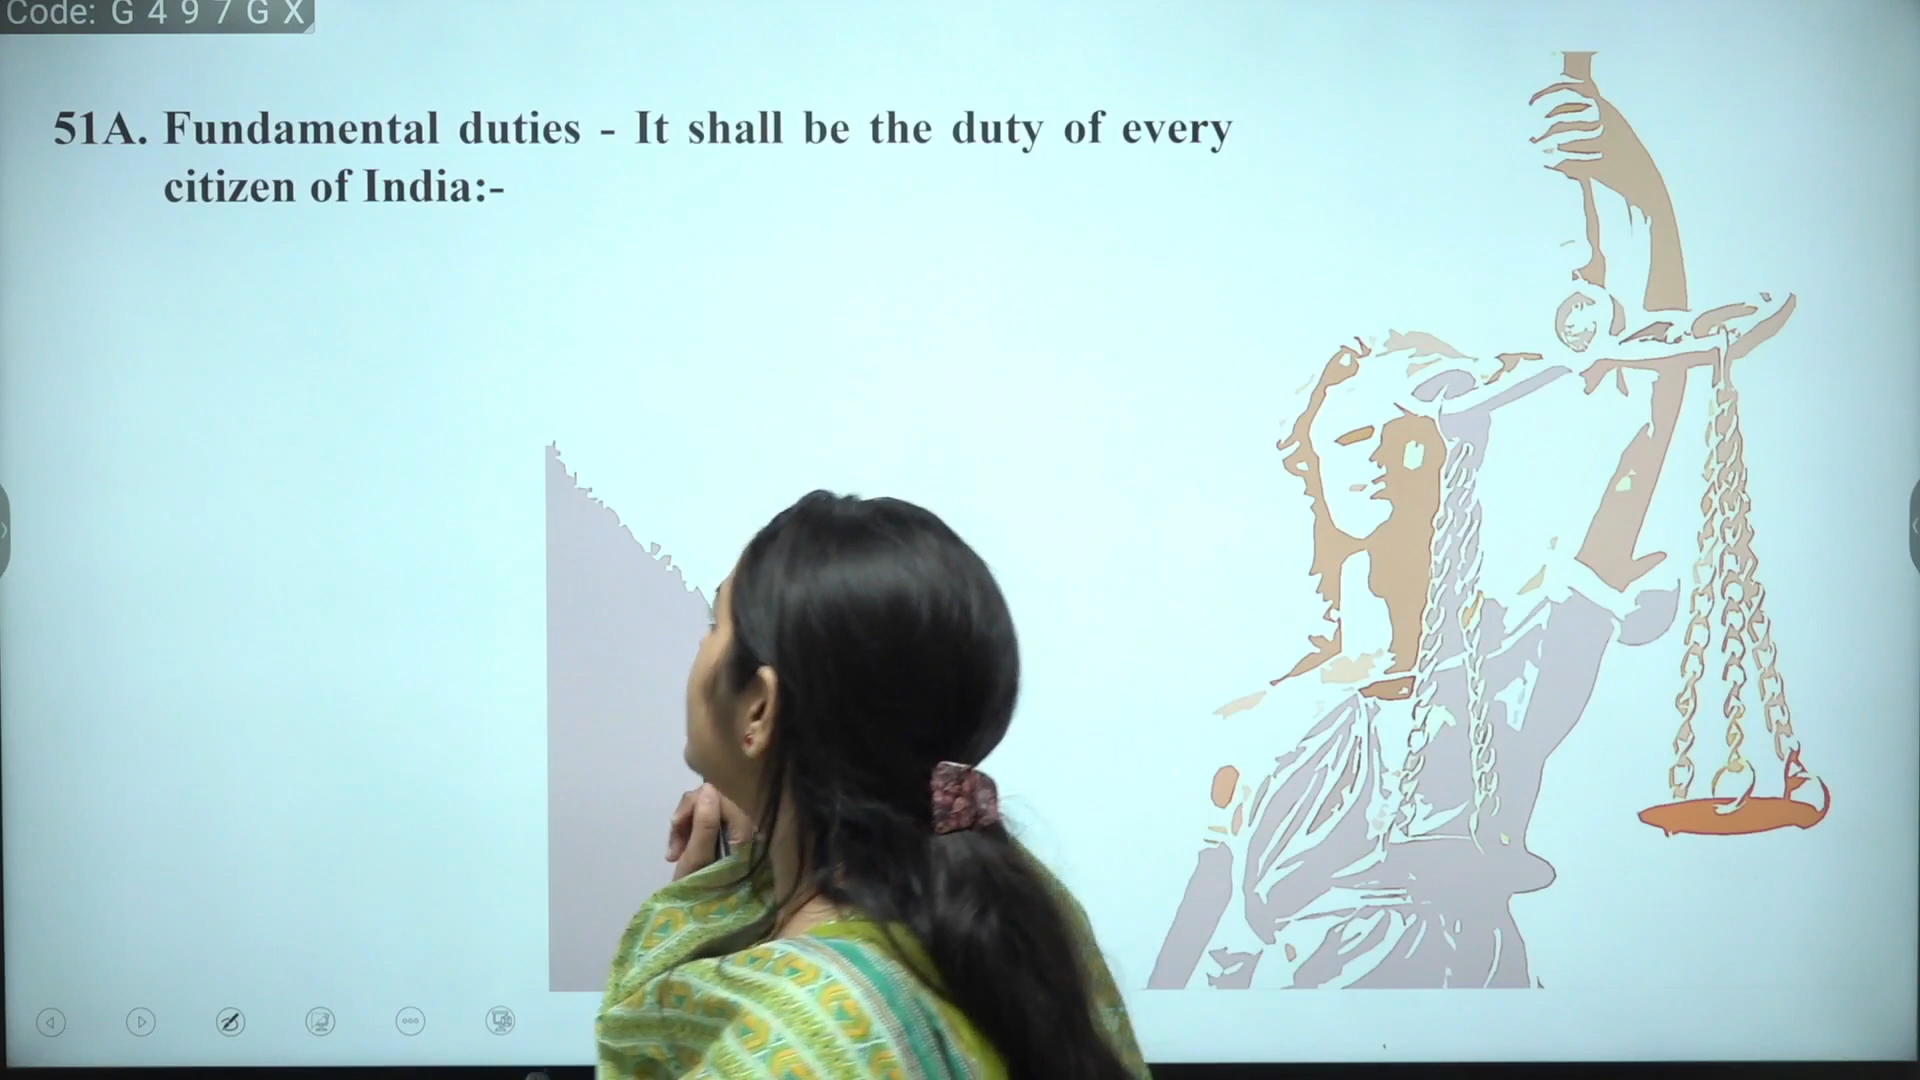 Code: G 4 9 7 G X
51A. Fundamental duties - It shall be the duty of every
citizen of India:-